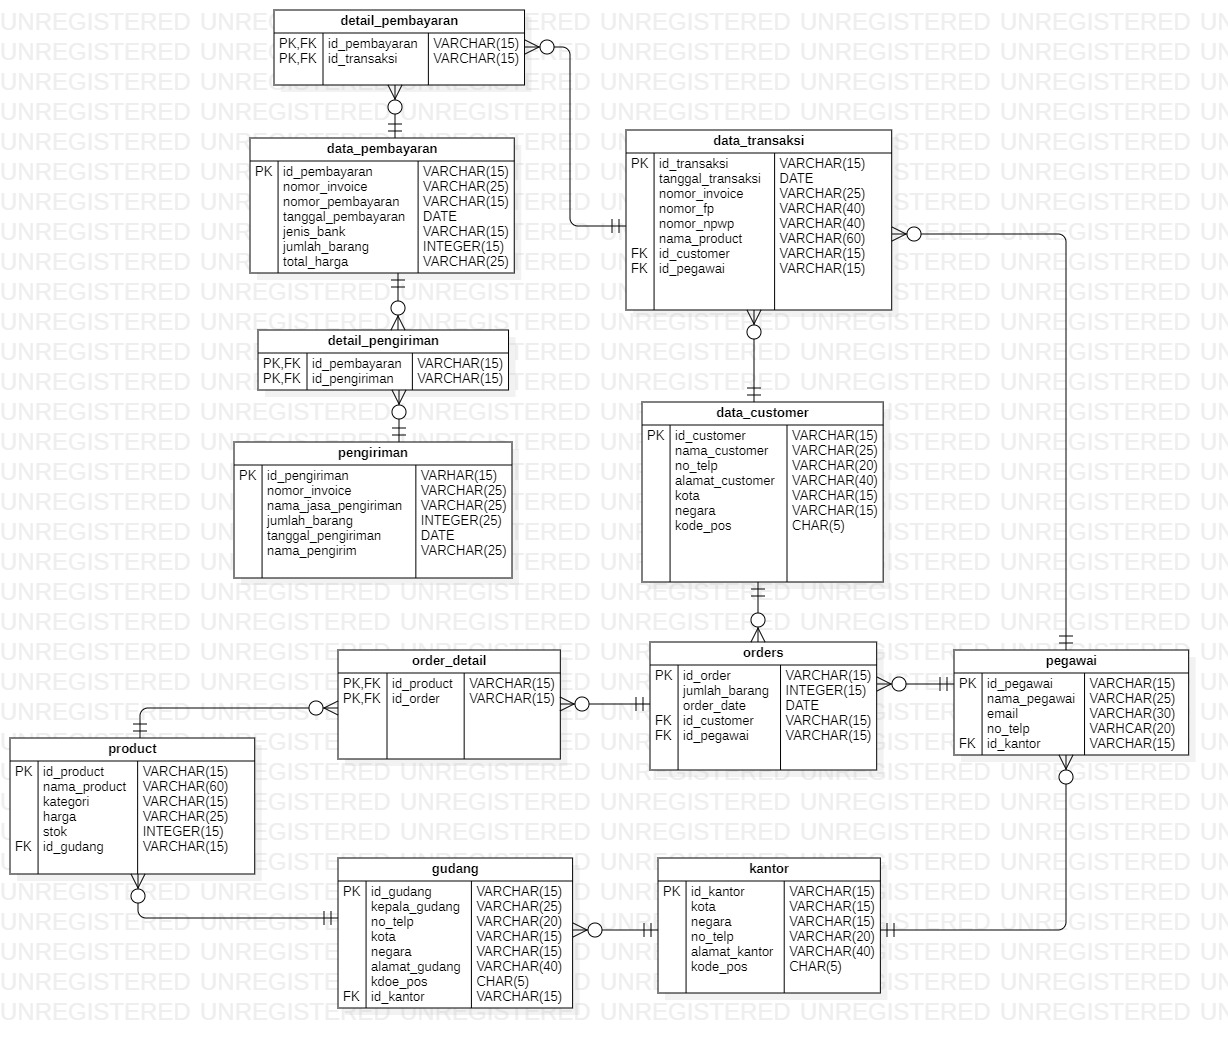 UNREGISTERED
detail_pembayaran
PK,FK id_pembayaran VARCHAR(15)
PK,FK id_transaksi VARCHAR(15)
data_pembayaran
PK id_pembayaran VARCHAR(15)
nomor_invoice VARCHAR(25)
nomor_pembayaran VARCHAR(15)
tanggal_pembayaran DATE
jenis_bank VARCHAR(15)
jumlah_barang INTEGER(15)
total_harga VARCHAR(25)
data_transaksi
PK id_transaksi VARCHAR(15)
tanggal_transaksi DATE
nomor_invoice VARCHAR(25)
nomor_fp VARCHAR(40)
nomor_npwp VARCHAR(40)
nama_product VARCHAR(60)
FK id_customer VARCHAR(15)
FK id_pegawai VARCHAR(15)
detail_pengiriman
PK,FK id_pembayaran VARCHAR(15)
PK,FK id_pengiriman VARCHAR(15)
pengiriman
PK id_pengiriman VARHAR(15)
nomor_invoice VARCHAR(25)
nama_jasa_pengiriman VARCHAR(25)
jumlah_barang INTEGER(25)
tanggal_pengiriman DATE
nama_pengirim VARCHAR(25)
data_customer
PK id_customer VARCHAR(15)
nama_customer VARCHAR(25)
no_telp VARCHAR(20)
alamat_customer VARCHAR(40)
kota VARCHAR(15)
negara VARCHAR(15)
kode_pos CHAR(5)
order_detail
PK,FK id_product VARCHAR(15)
PK,FK id_order VARCHAR(15)
orders
PK id_order VARCHAR(15)
jumlah_barang INTEGER(15)
order_date DATE
FK id_customer VARCHAR(15)
FK id_pegawai VARCHAR(15)
pegawai
PK id_pegawai VARCHAR(15)
nama_pegawai VARCHAR(25)
email VARCHAR(30)
no_telp VARHCAR(20)
FK id_kantor VARCHAR(15)
product
PK id_product VARCHAR(15)
nama_product VARCHAR(60)
kategori VARCHAR(15)
harga VARCHAR(25)
stok INTEGER(15)
FK id_gudang VARCHAR(15)
gudang
PK id_gudang VARCHAR(15)
kepala_gudang VARCHAR(25)
no_telp VARCHAR(20)
kota VARCHAR(15)
negara VARCHAR(15)
alamat_gudang VARCHAR(40)
kdoe_pos CHAR(5)
FK id_kantor VARCHAR(15)
kantor
PK id_kantor VARCHAR(15)
kota VARCHAR(15)
negara VARCHAR(15)
no_telp VARCHAR(20)
alamat_kantor VARCHAR(40)
kode_pos CHAR(5)